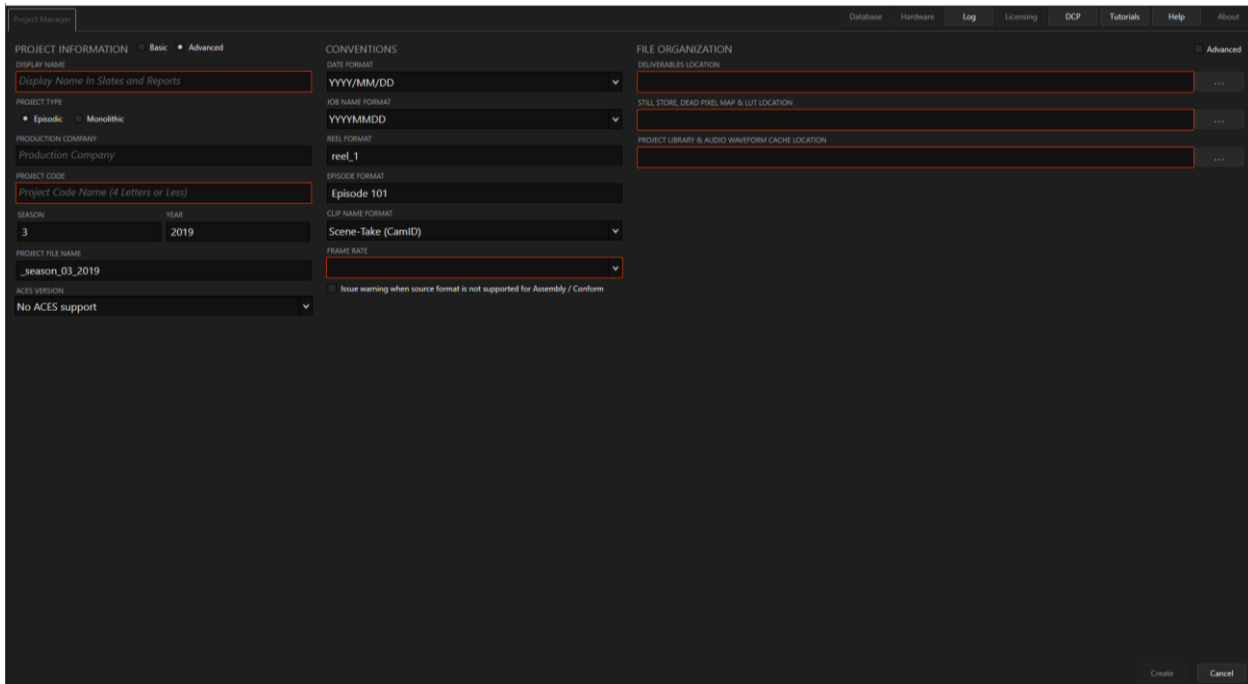 Project Manager
Database Hardware Log Licensing DCP Tutorials Help About
PROJECT INFORMATION Basic Advanced
DISPLAY NAME
Display Name In Slates and Reports
PROJECT TYPE
Episodic Monolithic
PRODUCTION COMPANY
Production Company
PROJECT CODE
Project Code Name (4 Letters or Less)
SEASON YEAR
3 2019
PROJECT FILE NAME
_season_03_2019
ACES VERSION
No ACES support
CONVENTIONS
DATE FORMAT
YYYY/MM/DD
JOB NAME FORMAT
YYYYMMDD
REEL FORMAT
reel_1
EPISODE FORMAT
Episode 101
CLIP NAME FORMAT
Scene-Take (CamID)
FRAME RATE
Issue warning when source format is not supported for Assembly / Conform
FILE ORGANIZATION Advanced
DELIVERABLES LOCATION
...
STILL STORE, DEAD PIXEL MAP & LUT LOCATION
...
PROJECT LIBRARY & AUDIO WAVEFORM CACHE LOCATION
...
Create Cancel